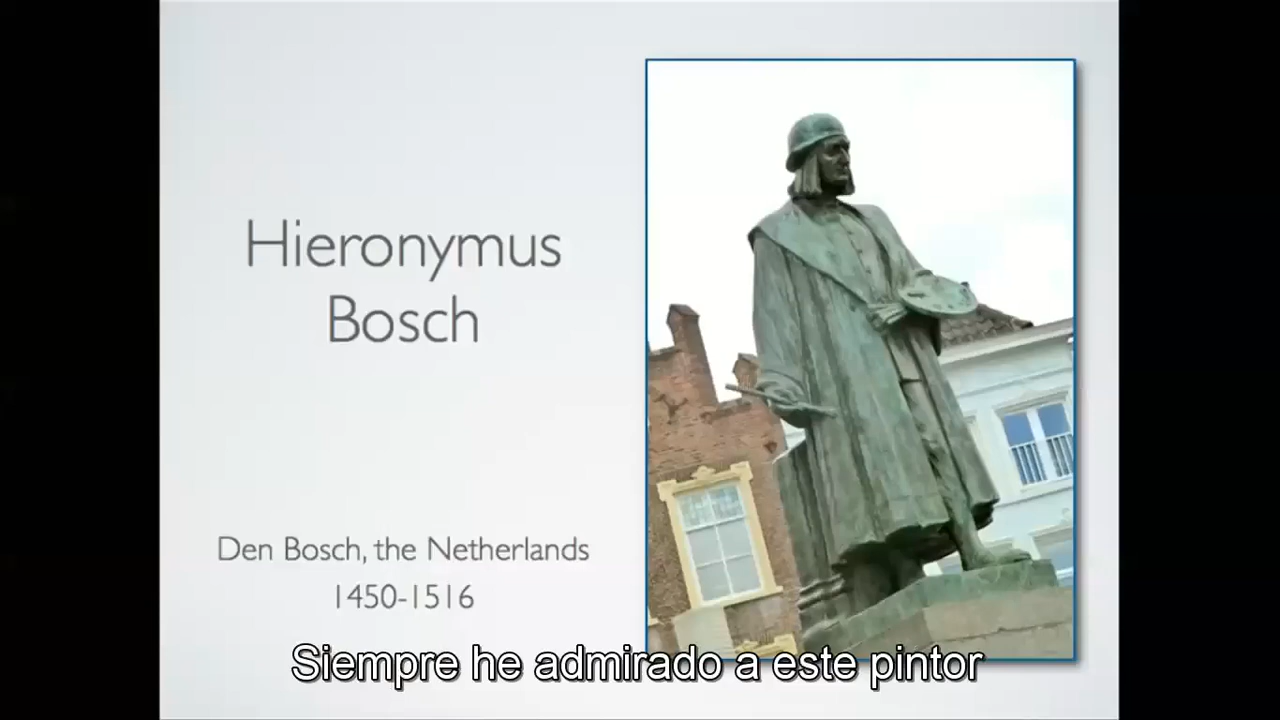 Hieronymus
Bosch
Den Bosch, the Netherlands
1450-1516
Siempre he admirado a este pintor